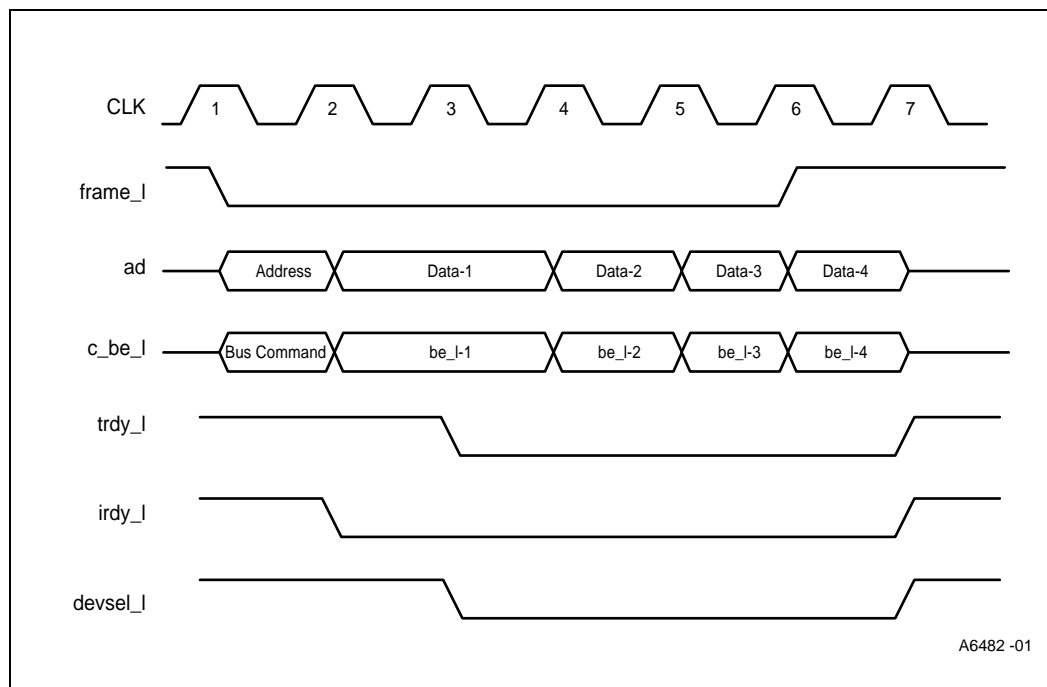 CLK 1 2 3 4 5 6 7
frame_l
ad Address Data-1 Data-2 Data-3 Data-4
c_be_l Bus Command be_l-1 be_l-2 be_l-3 be_l-4
trdy_l
irdy_l
devsel_l
A6482 -01